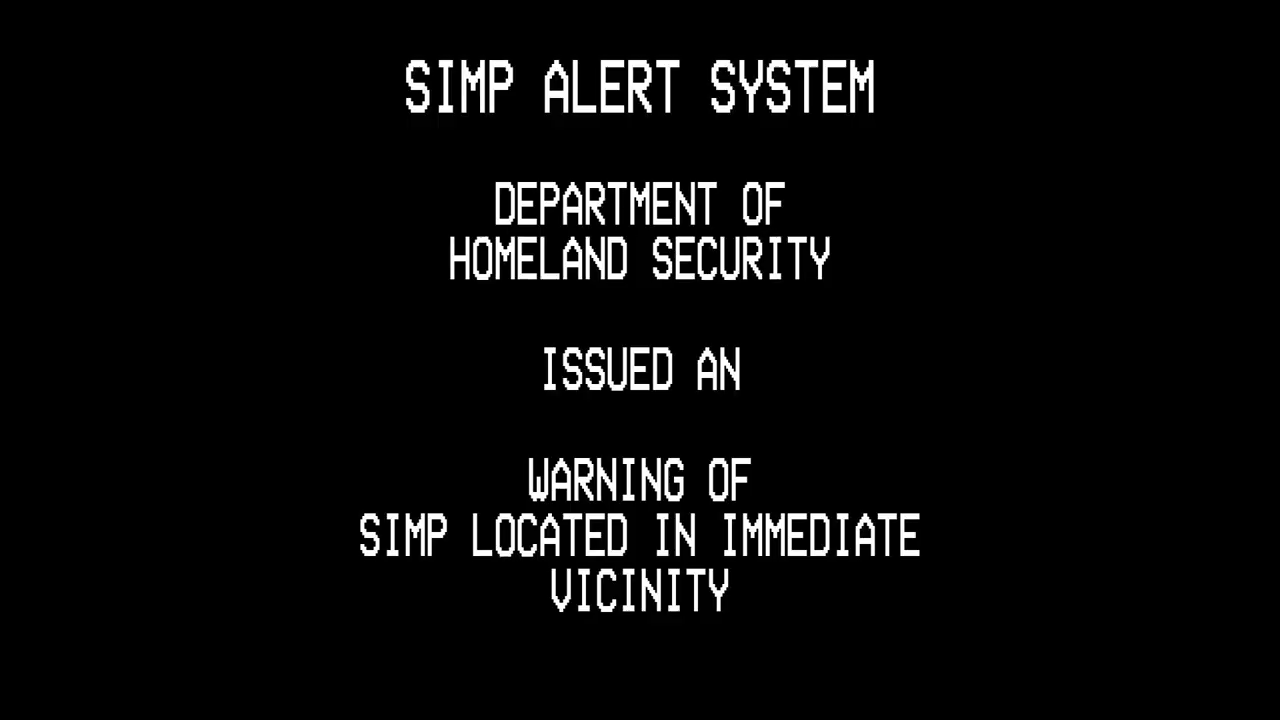 SIMP ALERT SYSTEM
DEPARTMENT OF
HOMELAND SECURITY
ISSUED AN
WARNING OF
SIMP LOCATED IN IMMEDIATE
VICINITY